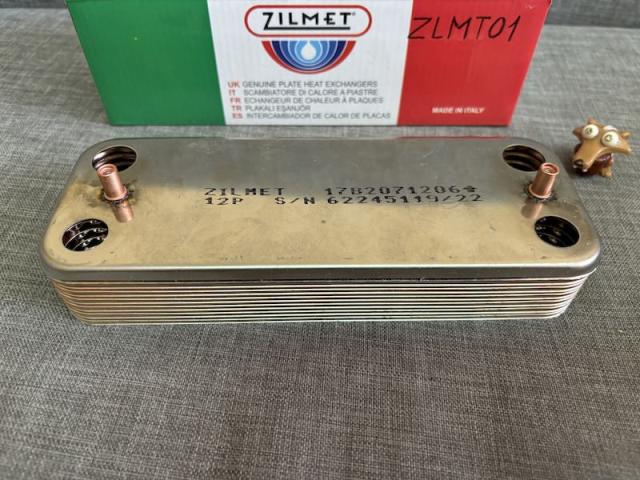 ZILMET®
ZLMT01
UK GENUINE PLATE HEAT EXCHANGERS
IT SCAMBIATORE DI CALORE A PIASTRE
FR ECHANGEUR DE CHALEUR À PLAQUES
TR PLAKALI EŞANJÖR
ES INTERCAMBIADOR DE CALOR DE PLACAS
MADE IN ITALY
ZILMET 17B2071206
12P S/N 62245119/22